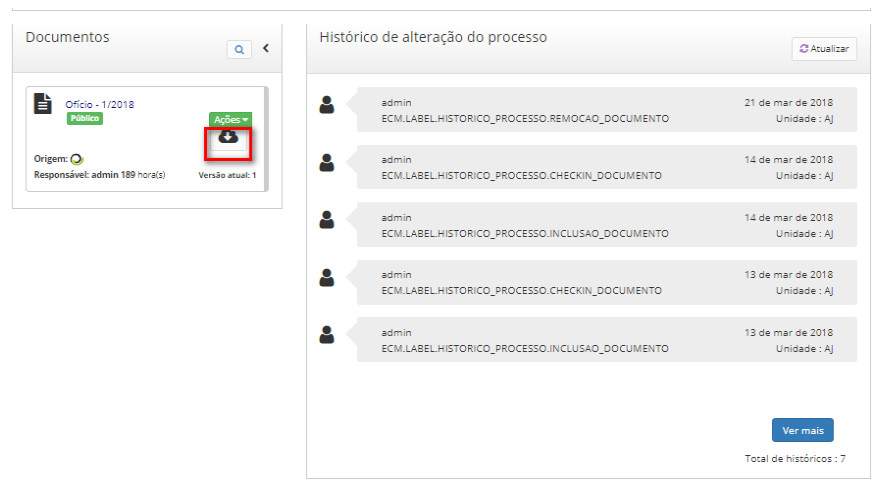 Documentos
Ofício - 1/2018
Público
Ações
Origem:
Responsável: admin 189 hora(s)
Versão atual: 1
Histórico de alteração do processo
Atualizar
admin
21 de mar de 2018
ECM.LABEL.HISTORICO_PROCESSO.REMOCAO_DOCUMENTO
Unidade : AJ
admin
14 de mar de 2018
ECM.LABEL.HISTORICO_PROCESSO.CHECKIN_DOCUMENTO
Unidade : AJ
admin
14 de mar de 2018
ECM.LABEL.HISTORICO_PROCESSO.INCLUSAO_DOCUMENTO
Unidade : AJ
admin
13 de mar de 2018
ECM.LABEL.HISTORICO_PROCESSO.CHECKIN_DOCUMENTO
Unidade : AJ
admin
13 de mar de 2018
ECM.LABEL.HISTORICO_PROCESSO.INCLUSAO_DOCUMENTO
Unidade : AJ
Ver mais
Total de históricos : 7